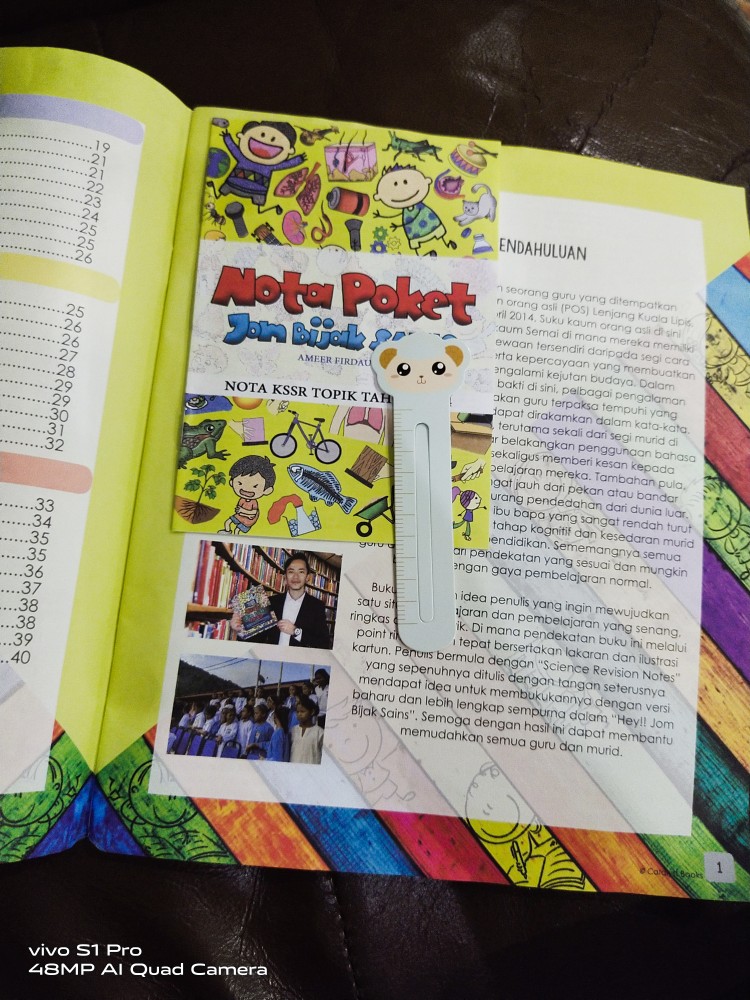 19
21
21
22
23
24
25
25
26
25
26
26
27
28
29
29
30
31
32
33
34
35
35
36
37
38
38
39
40
Nota Poket
Jom Bijak
AMEER FIRDAU
NOTA KSSR TOPIK TAH
ENDAHULUAN
seorang guru yang ditempatkan
orang asli (POS) Lenjang Kuala Lipis,
ril 2014. Suku kaum orang asli di sini
kaum Semai di mana mereka memiliki
ewaan tersendiri daripada segi cara
erta kepercayaan yang membuatkan
engalami kejutan budaya. Dalam
bakti di sini, pelbagai pengalaman
akan guru terpaksa tempuhi yang
dapat dirakamkan dalam kata-kata.
terutama sekali dari segi murid di
ar belakangkan penggunaan bahasa
sekaligus memberi kesan kepada
belajaran mereka. Tambahan pula,
ngat jauh dari pekan atau bandar
urang pendedahan dari dunia luar.
ibu bapa yang sangat rendah turut
tahap kognitif dan kesedaran murid
pendidikan. Sememangnya semua
pendekatan yang sesuai dan mungkin
engan gaya pembelajaran normal.
Buku idea penulis yang ingin mewujudkan
satu sit ajaran dan pembelajaran yang senang,
ringkas rik. Di mana pendekatan buku ini melalui
point tepat bersertakan lakaran dan ilustrasi
kartun. Penulis bermula dengan “Science Revision Notes”
yang sepenuhnya ditulis dengan tangan seterusnya
mendapat idea untuk membukukannya dengan versi
baharu dan lebih lengkap sempurna dalam “Hey!! Jom
Bijak Sains”. Semoga dengan hasil ini dapat membantu
memudahkan semua guru dan murid.
Books
1
vivo S1 Pro
48MP AI Quad Camera